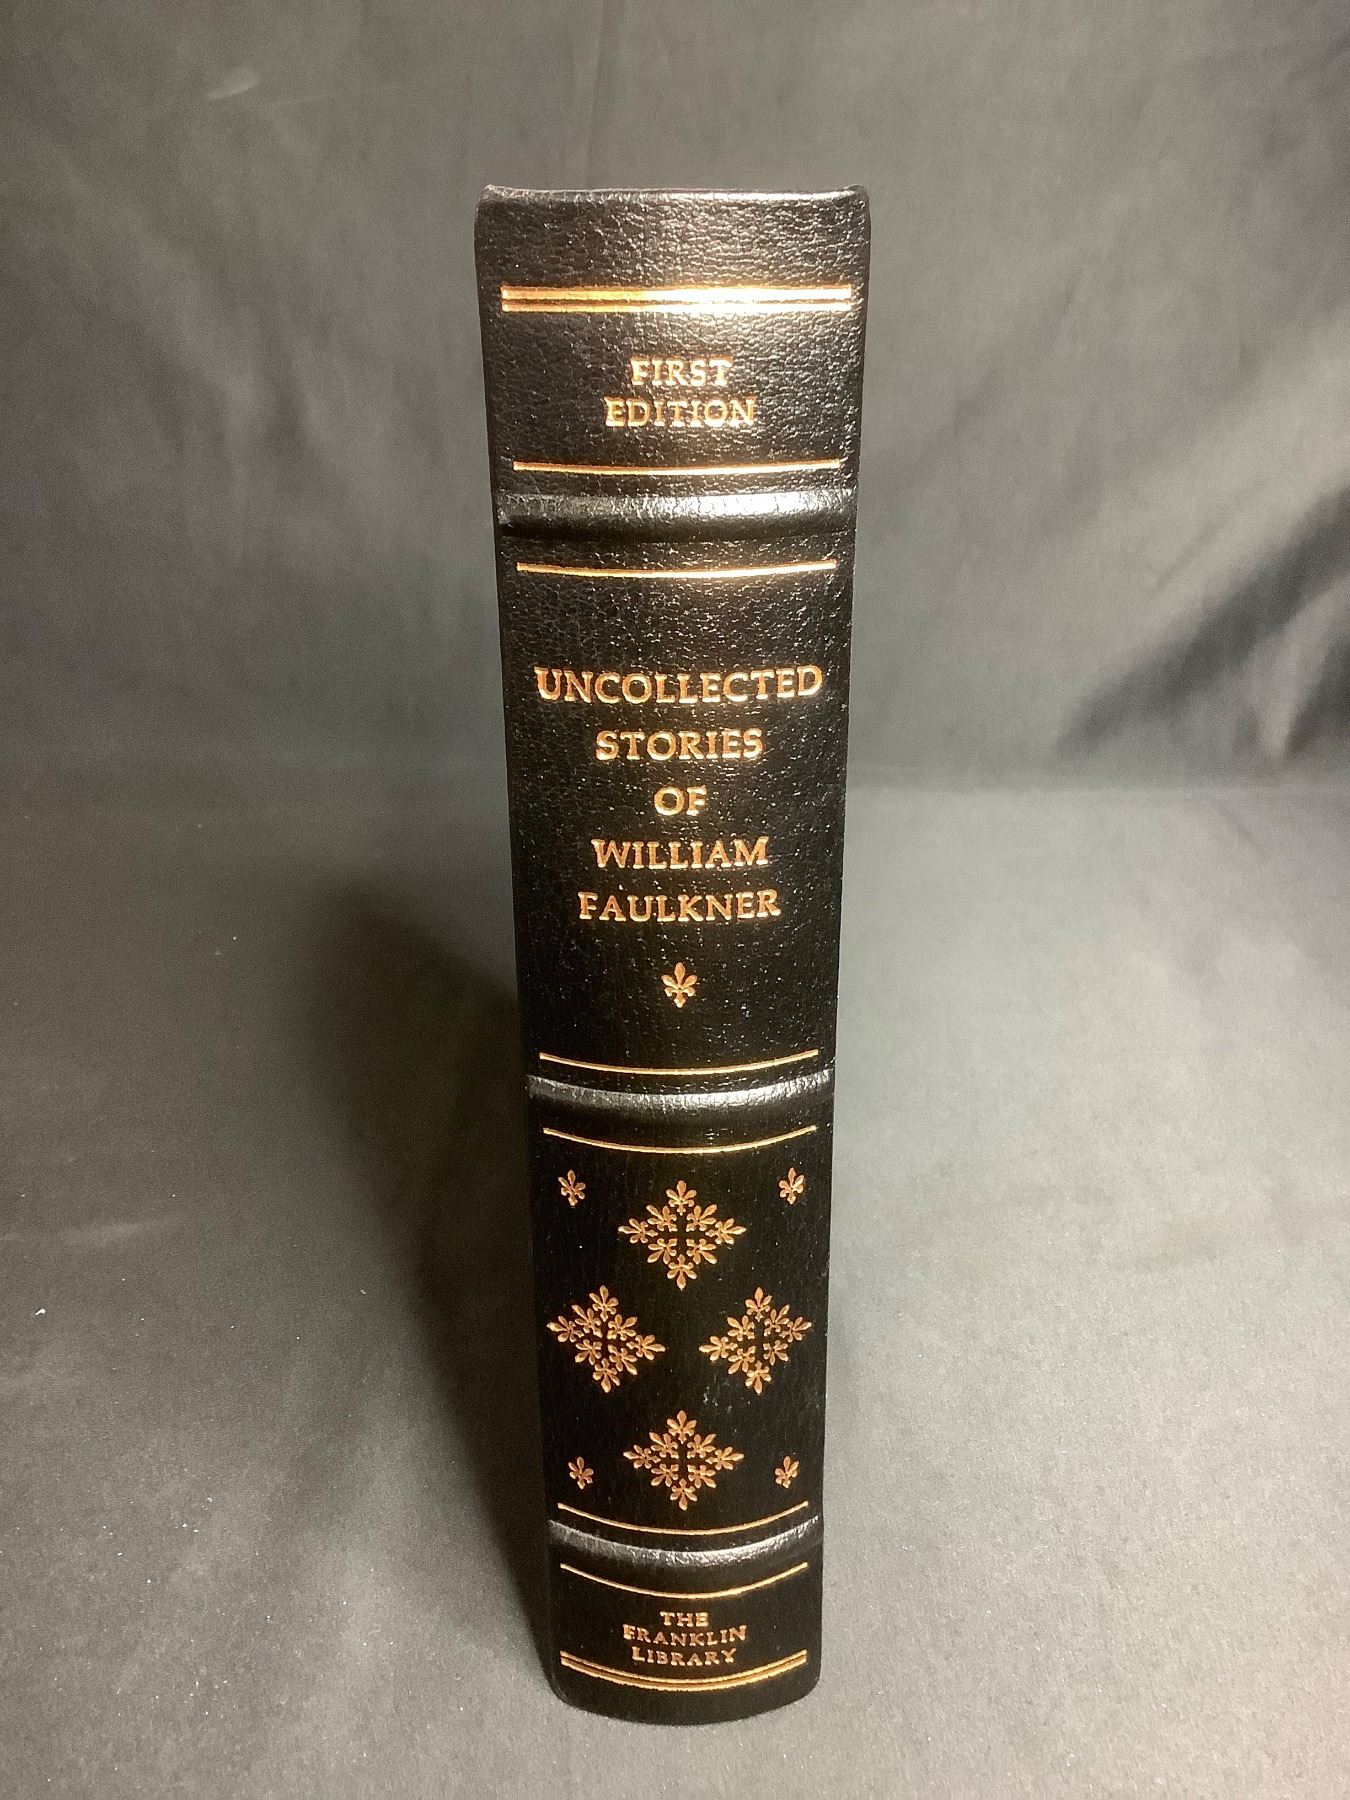 FIRST
EDITION
UNCOLLECTED
STORIES
OF
WILLIAM
FAULKNER
THE
FRANKLIN
LIBRARY